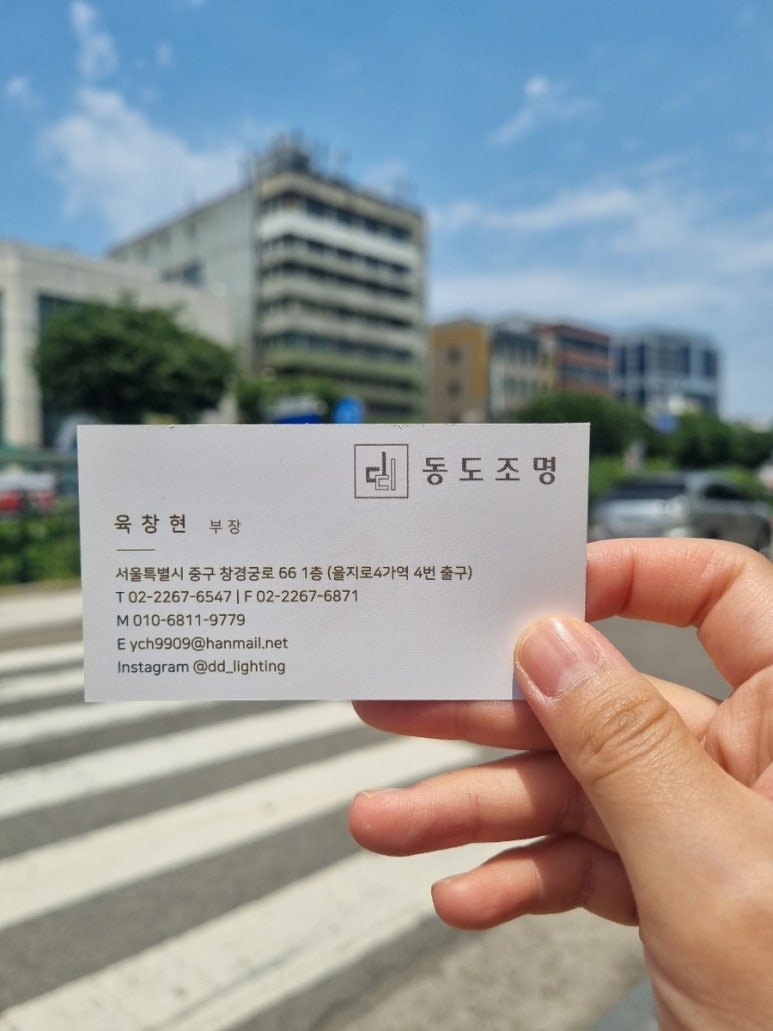 동도조명
육창현 부장
서울특별시 중구 창경궁로 66 1층 (을지로4가역 4번 출구)
T 02-2267-6547 | F 02-2267-6871
M 010-6811-9779
E ych9909@hanmail.net
Instagram @dd_lighting